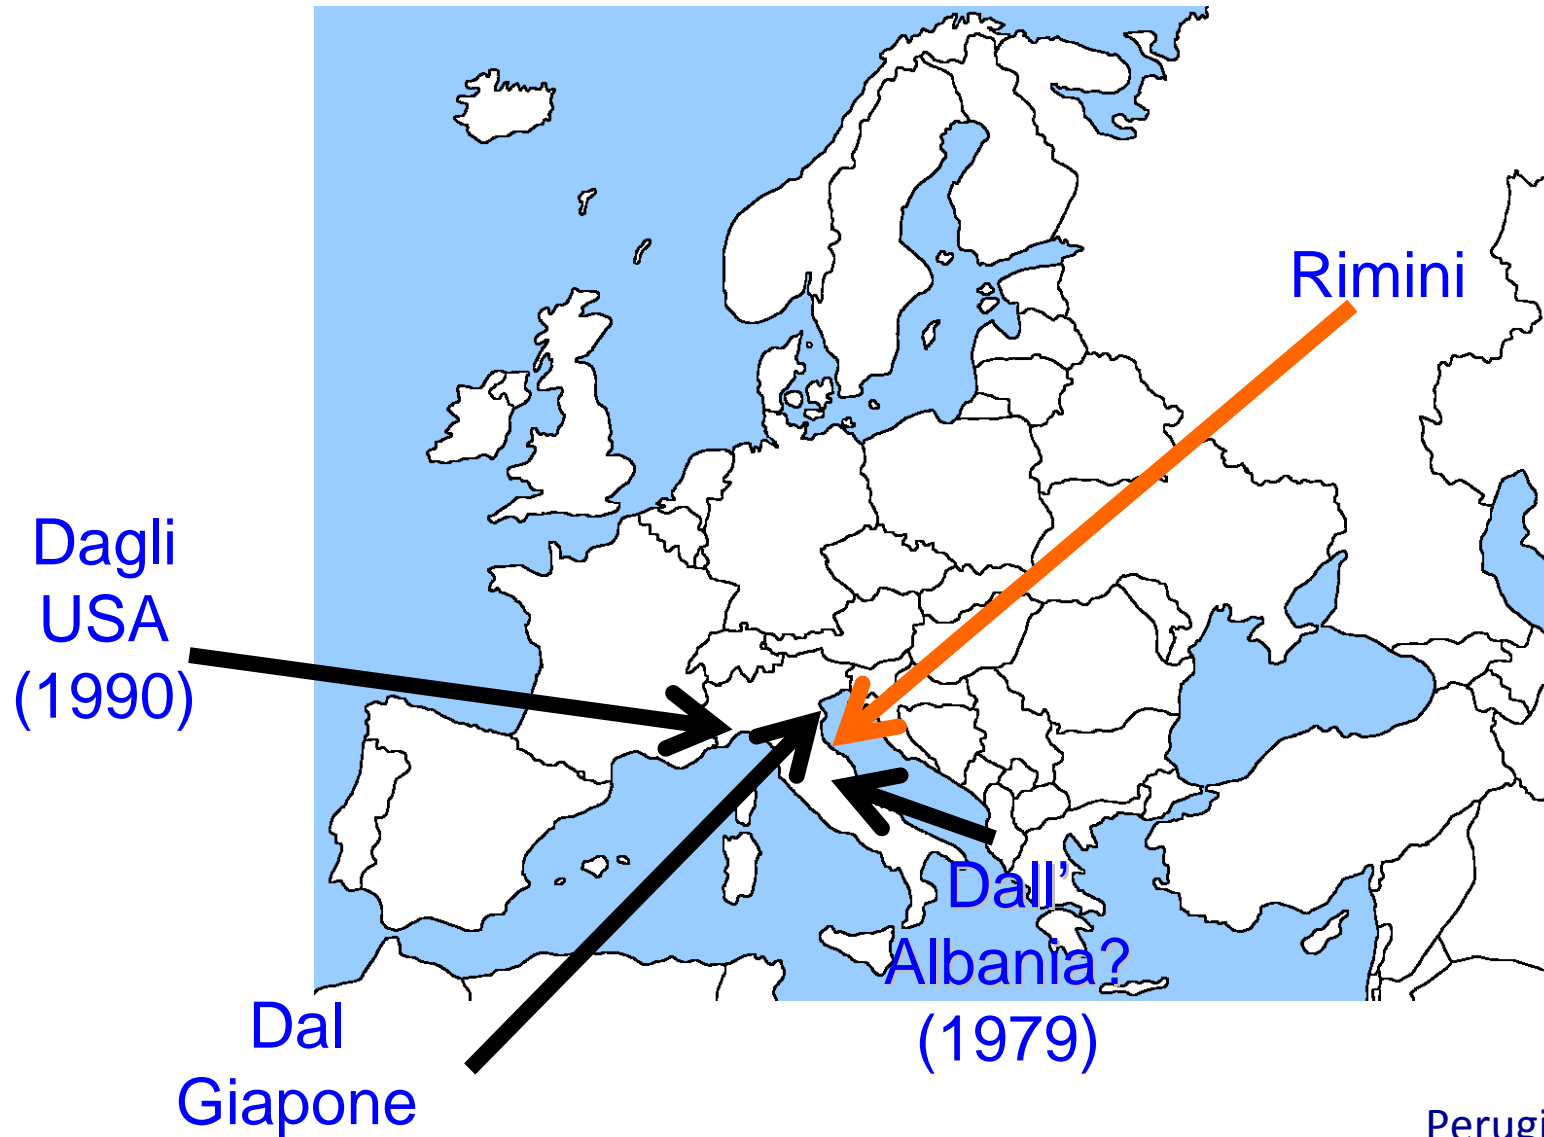 Rimini
Dagli
USA
(1990)
Dall'
Albania?
(1979)
Dal
Giapone